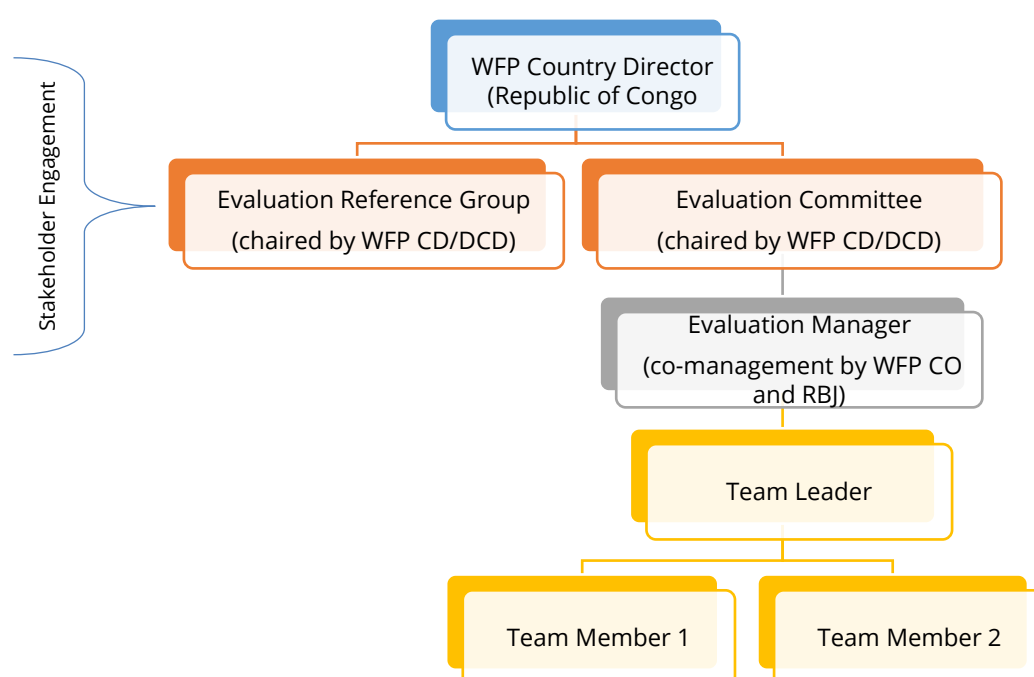 Stakeholder Engagement
WFP Country Director
(Republic of Congo
Evaluation Reference Group
(chaired by WFP CD/DCD)
Evaluation Committee
(chaired by WFP CD/DCD)
Evaluation Manager
(co-management by WFP CO
and RBJ)
Team Leader
Team Member 1
Team Member 2